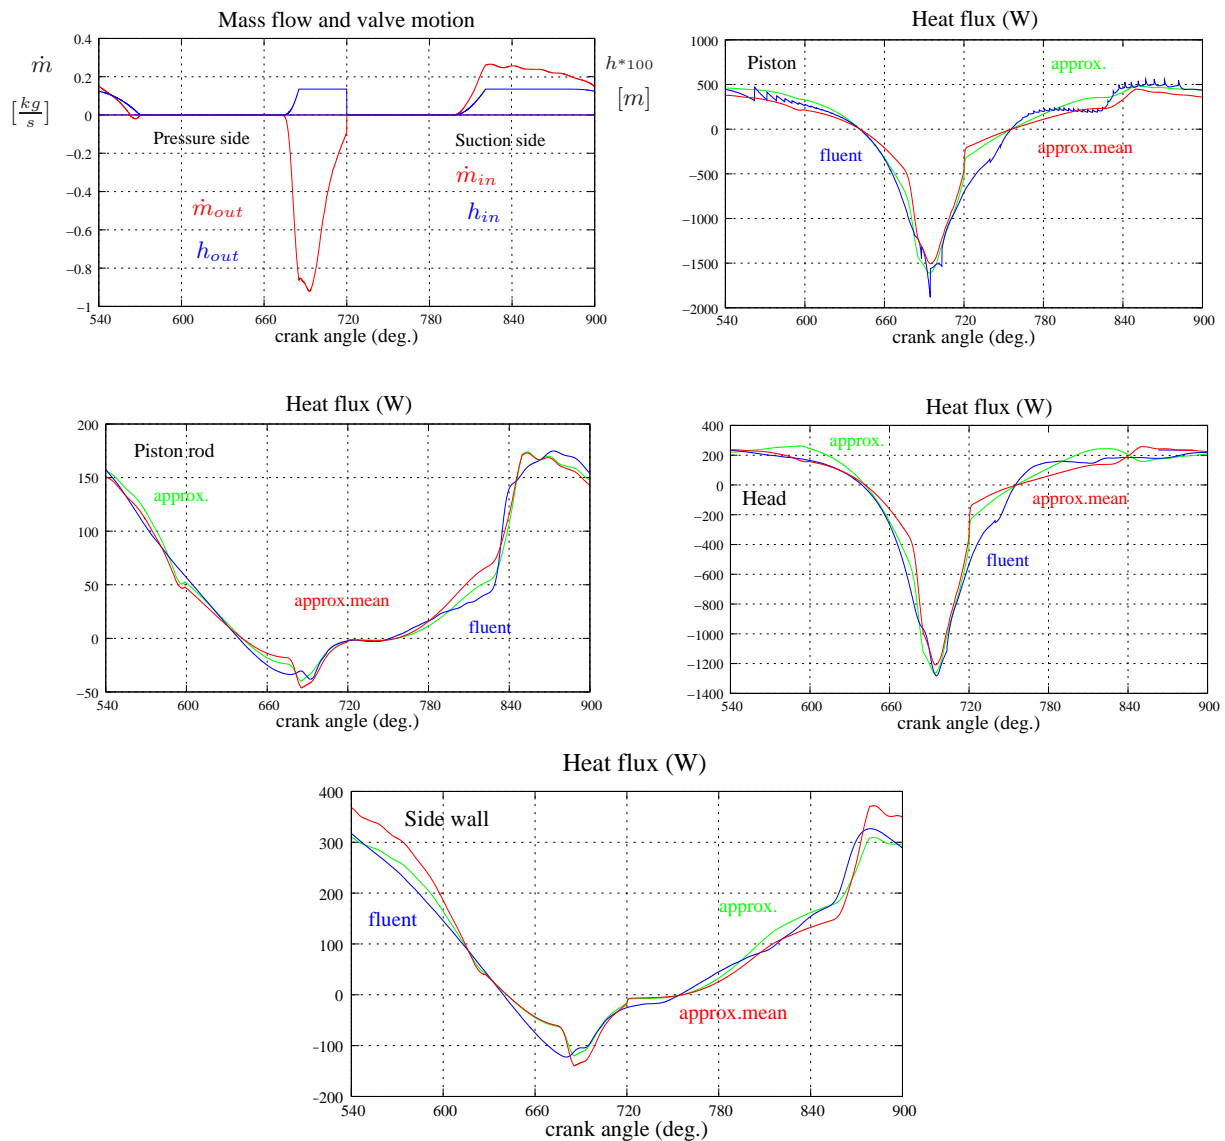 Mass flow and valve motion
ṁ
[kg/s]
h*100
[m]
0.4
0.2
0
−0.2
−0.4
−0.6
−0.8
−1
Pressure side
Suction side
ṁ_out
h_out
ṁ_in
h_in
540 600 660 720 780 840 900
crank angle (deg.)
Heat flux (W)
1000
500
0
−500
−1000
−1500
−2000
Piston
approx.
fluent
approx.mean
540 600 660 720 780 840 900
crank angle (deg.)
Heat flux (W)
200
150
100
50
0
−50
Piston rod
approx.
approx.mean
fluent
540 600 660 720 780 840 900
crank angle (deg.)
Heat flux (W)
400
200
0
−200
−400
−600
−800
−1000
−1200
−1400
approx.
Head
approx.mean
fluent
540 600 660 720 780 840 900
crank angle (deg.)
Heat flux (W)
400
300
200
100
0
−100
−200
Side wall
approx.
fluent
approx.mean
540 600 660 720 780 840 900
crank angle (deg.)